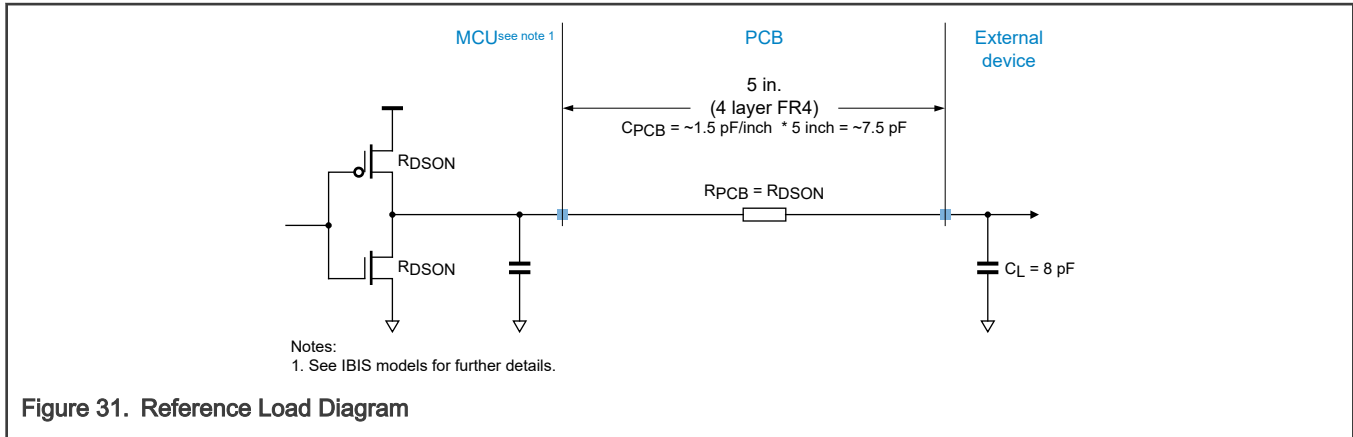 MCUsee note 1
PCB
External
device
5 in.
(4 layer FR4)
CPCB = ~1.5 pF/inch * 5 inch = ~7.5 pF
RDSON
RPCB = RDSON
RDSON
CL = 8 pF
Notes:
1. See IBIS models for further details.
Figure 31. Reference Load Diagram